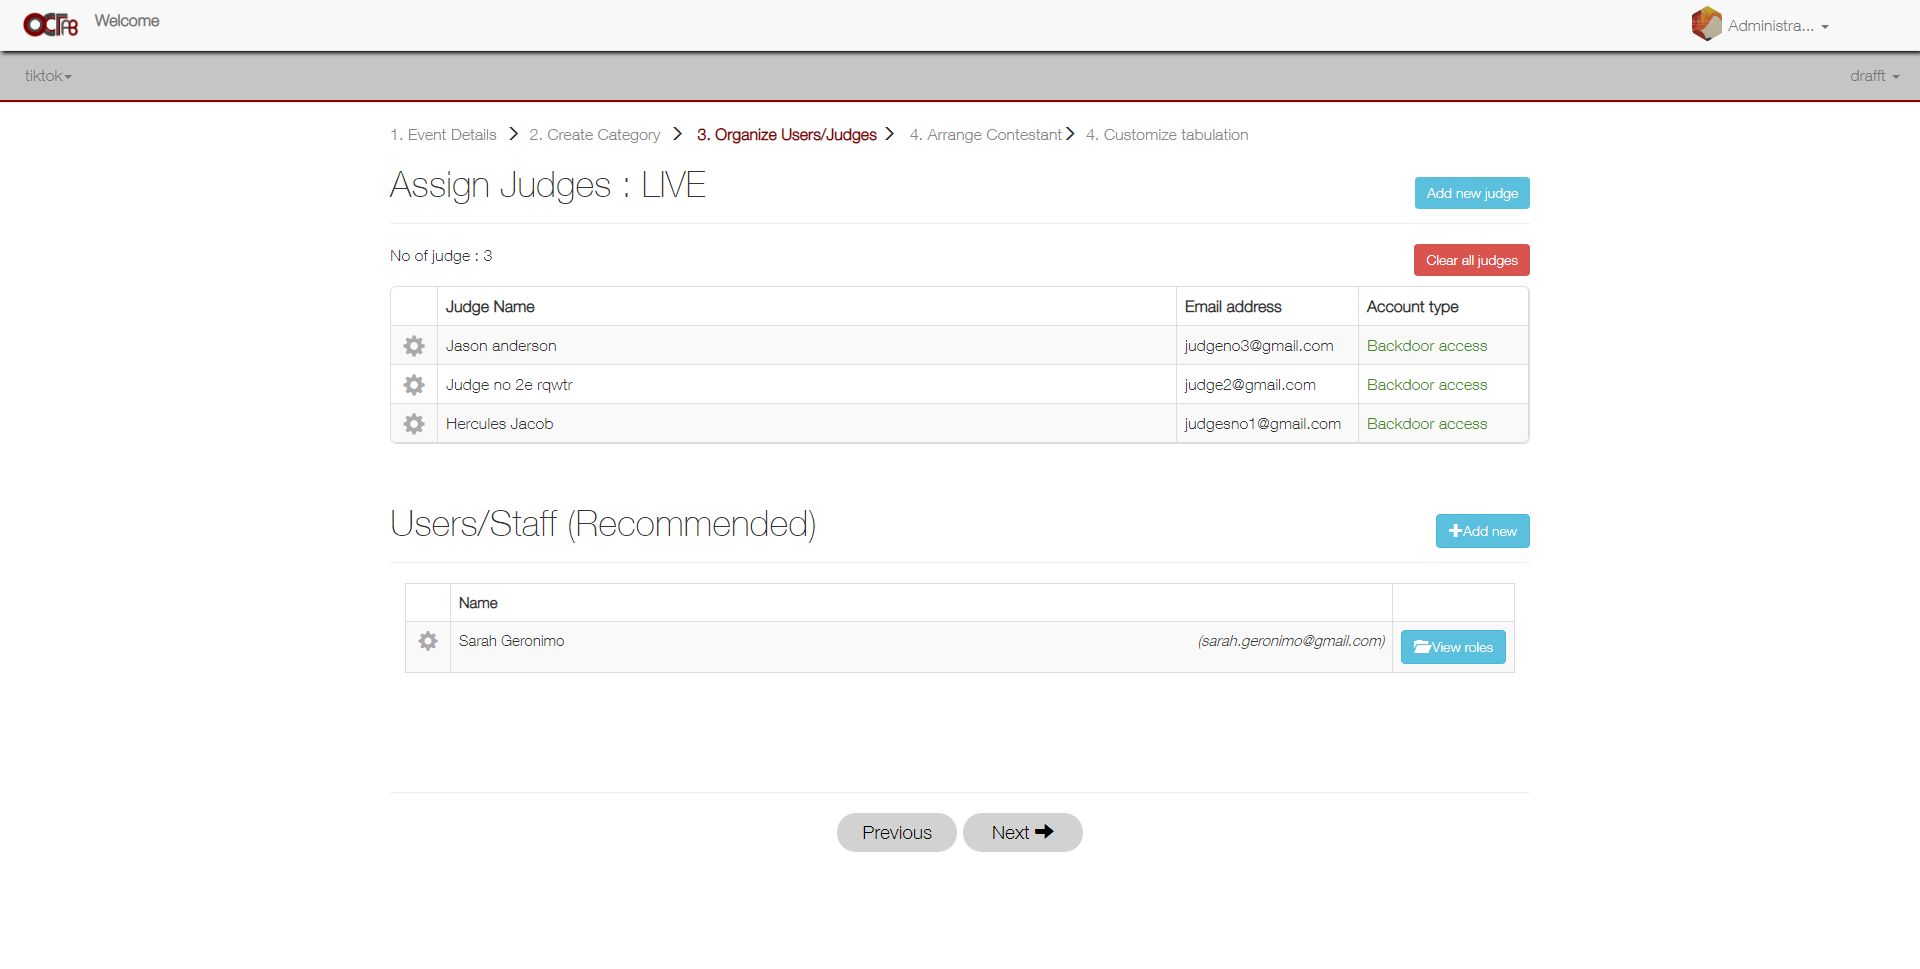 OCTAB Welcome Administra...
tiktok drafft
1. Event Details 2. Create Category 3. Organize Users/Judges 4. Arrange Contestant 4. Customize tabulation
Assign Judges : LIVE
Add new judge
No of judge : 3
Clear all judges
Judge Name Email address Account type
Jason anderson judgeno3@gmail.com Backdoor access
Judge no 2e rqwtr judge2@gmail.com Backdoor access
Hercules Jacob judgesno1@gmail.com Backdoor access
Users/Staff (Recommended)
Add new
Name
Sarah Geronimo (sarah.geronimo@gmail.com) View roles
Previous Next